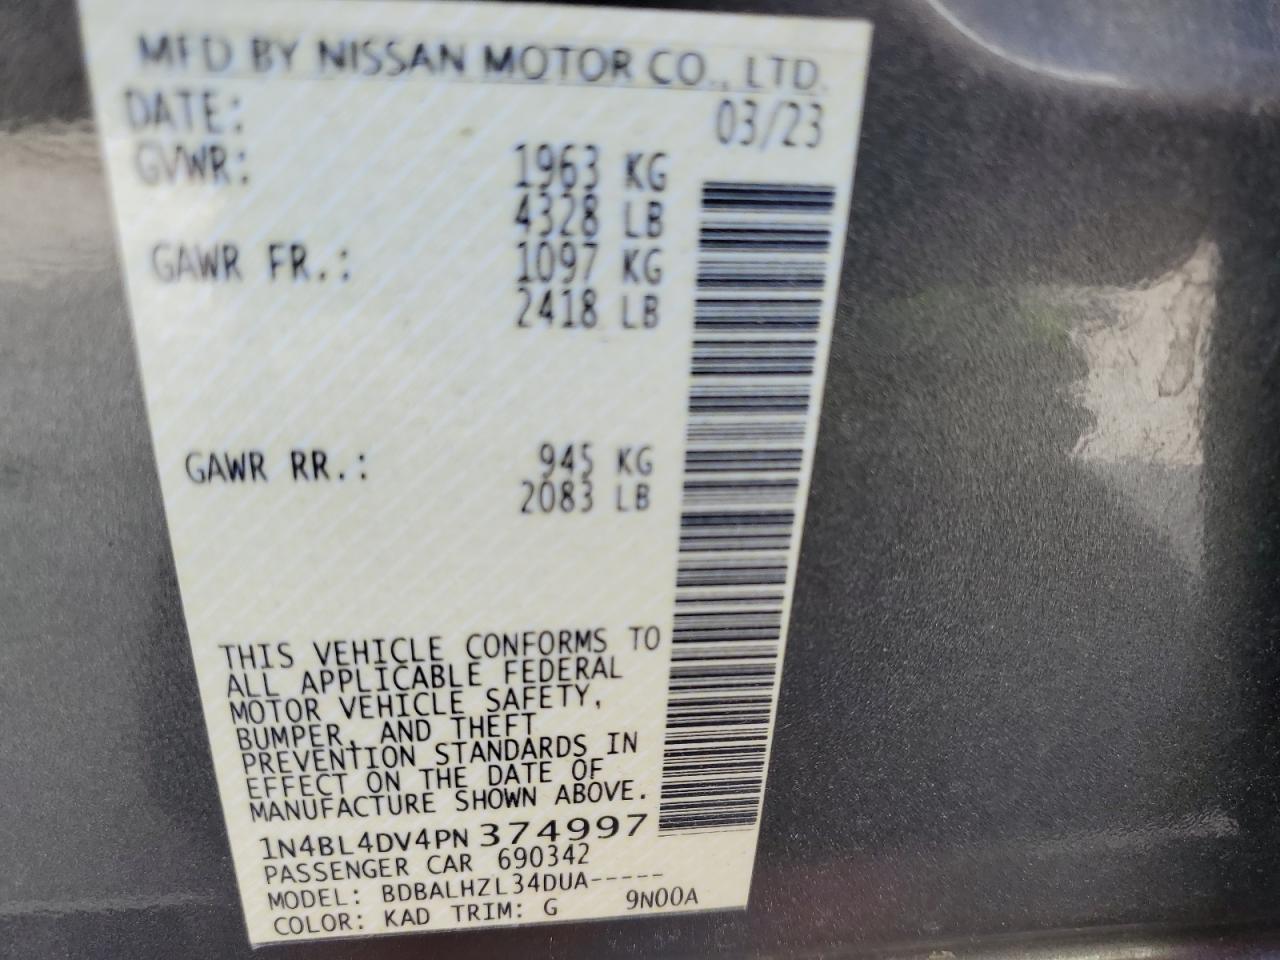 MFD BY NISSAN MOTOR CO., LTD.
DATE: 03/23
GVWR: 1963 KG
4328 LB
GAWR FR.: 1097 KG
2418 LB
GAWR RR.: 945 KG
2083 LB
THIS VEHICLE CONFORMS TO
ALL APPLICABLE FEDERAL
MOTOR VEHICLE SAFETY,
BUMPER, AND THEFT
PREVENTION STANDARDS IN
EFFECT ON THE DATE OF
MANUFACTURE SHOWN ABOVE.
1N4BL4DV4PN374997
PASSENGER CAR 690342
MODEL: BDBALHZL34DUA-----
COLOR: KAD TRIM: G 9N00A